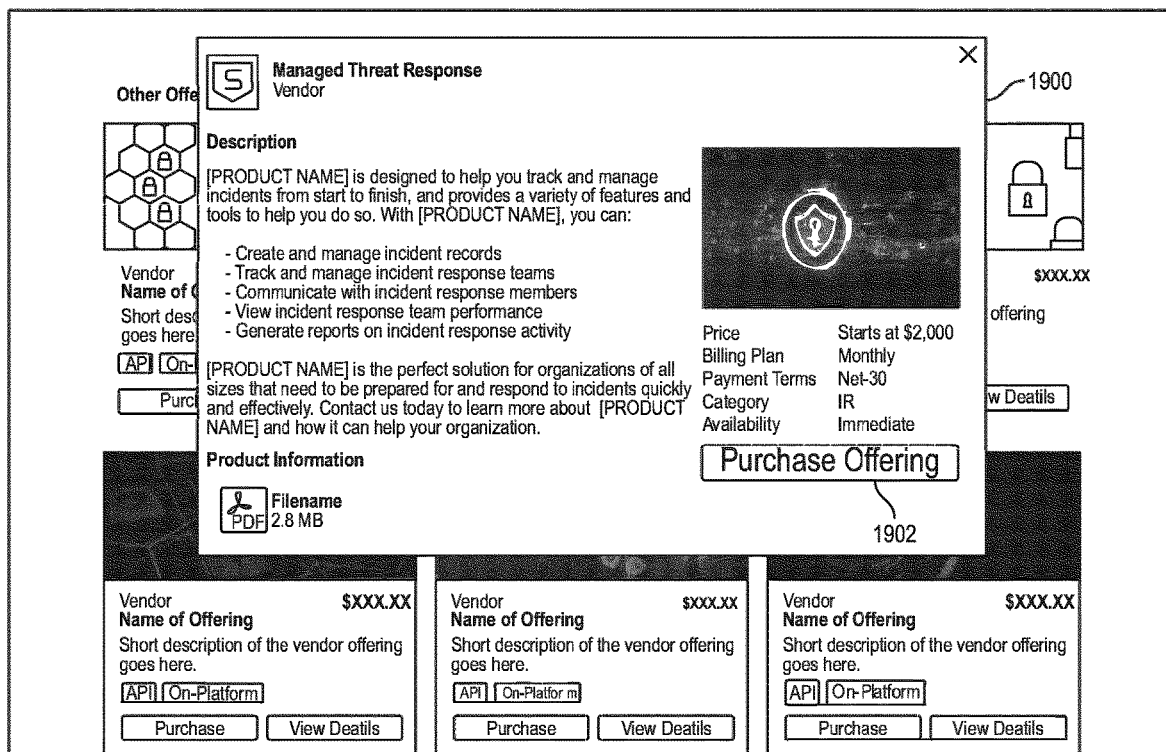 Managed Threat Response
Vendor
1900
Other Offe
Description
[PRODUCT NAME] is designed to help you track and manage
incidents from start to finish, and provides a variety of features and
tools to help you do so. With [PRODUCT NAME], you can:
- Create and manage incident records
- Track and manage incident response teams
- Communicate with incident response members
- View incident response team performance
- Generate reports on incident response activity
[PRODUCT NAME] is the perfect solution for organizations of all
sizes that need to be prepared for and respond to incidents quickly
and effectively. Contact us today to learn more about [PRODUCT
NAME] and how it can help your organization.
Product Information
PDF
Filename
2.8 MB
Price Starts at $2,000
Billing Plan Monthly
Payment Terms Net-30
Category IR
Availability Immediate
Purchase Offering
1902
Vendor
Name of
Short desc
goes here
API On-
Purc
$XXX.XX
offering
w Deatils
Vendor $XXX.XX
Name of Offering
Short description of the vendor offering
goes here.
API On-Platform
Purchase View Deatils
Vendor $XXX.XX
Name of Offering
Short description of the vendor offering
goes here.
API On-Platfor m
Purchase View Deatils
Vendor $XXX.XX
Name of Offering
Short description of the vendor offering
goes here.
API On-Platform
Purchase View Deatils